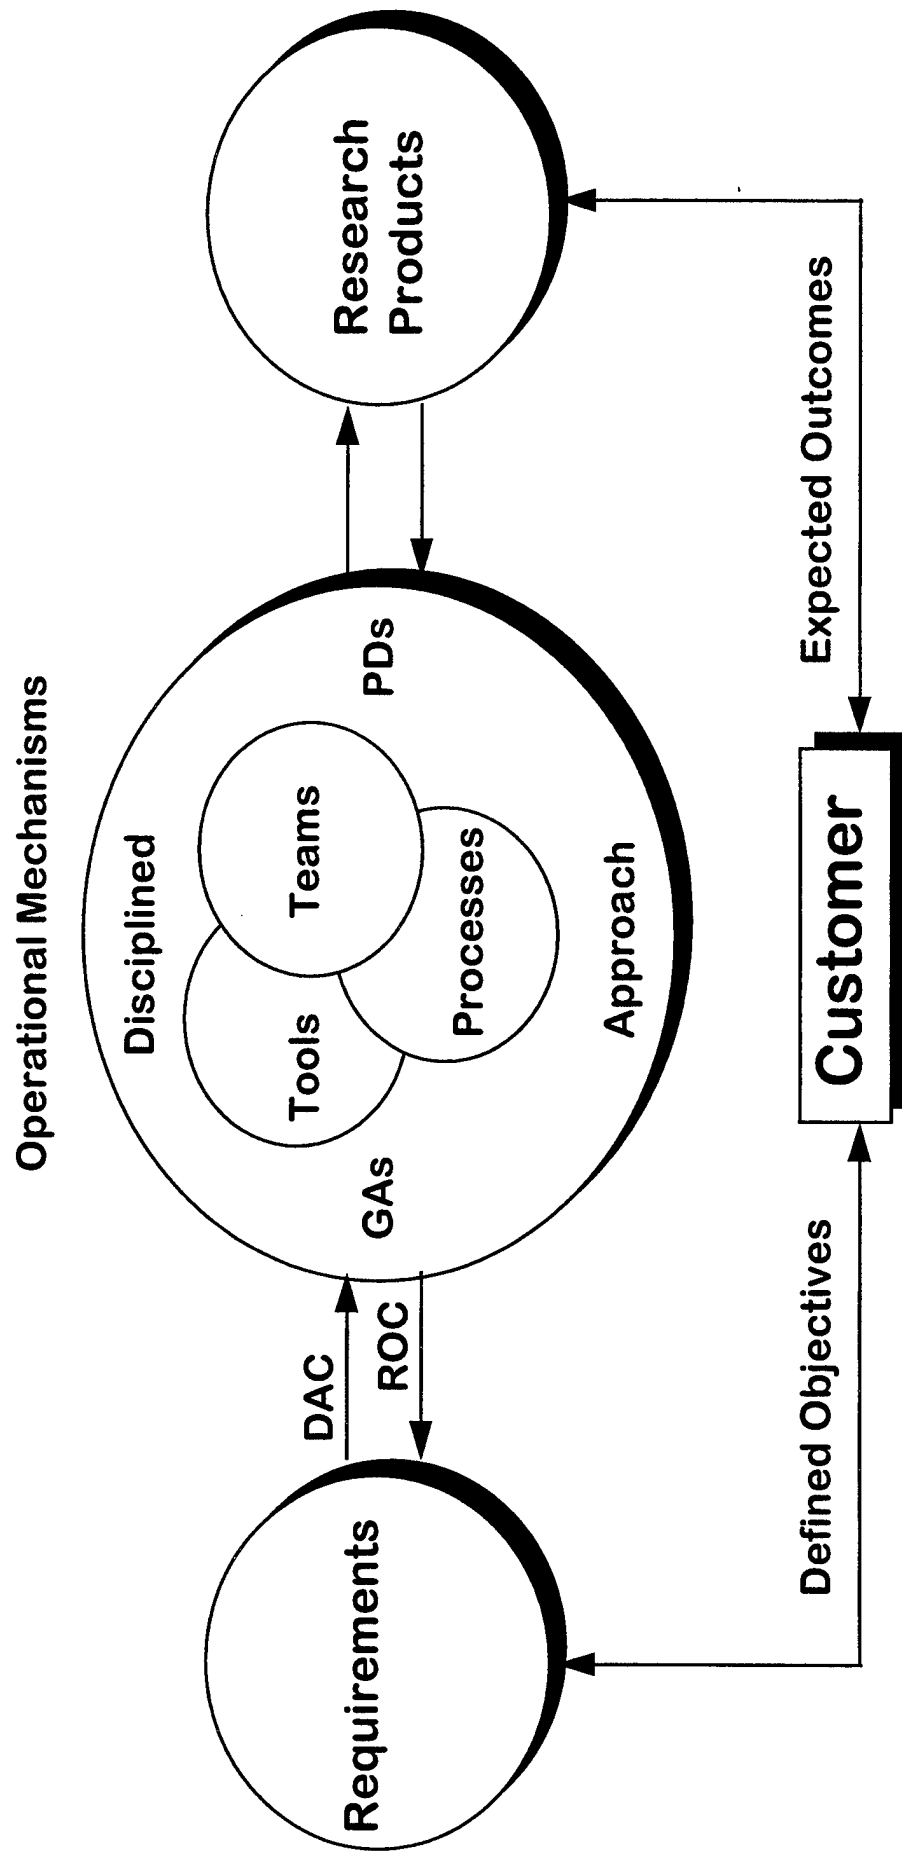 Operational Mechanisms
Disciplined
DAC
Tools
Teams
Requirements
ROC
GAs
PDs
Research
Products
Processes
Approach
Defined Objectives
Customer
Expected Outcomes